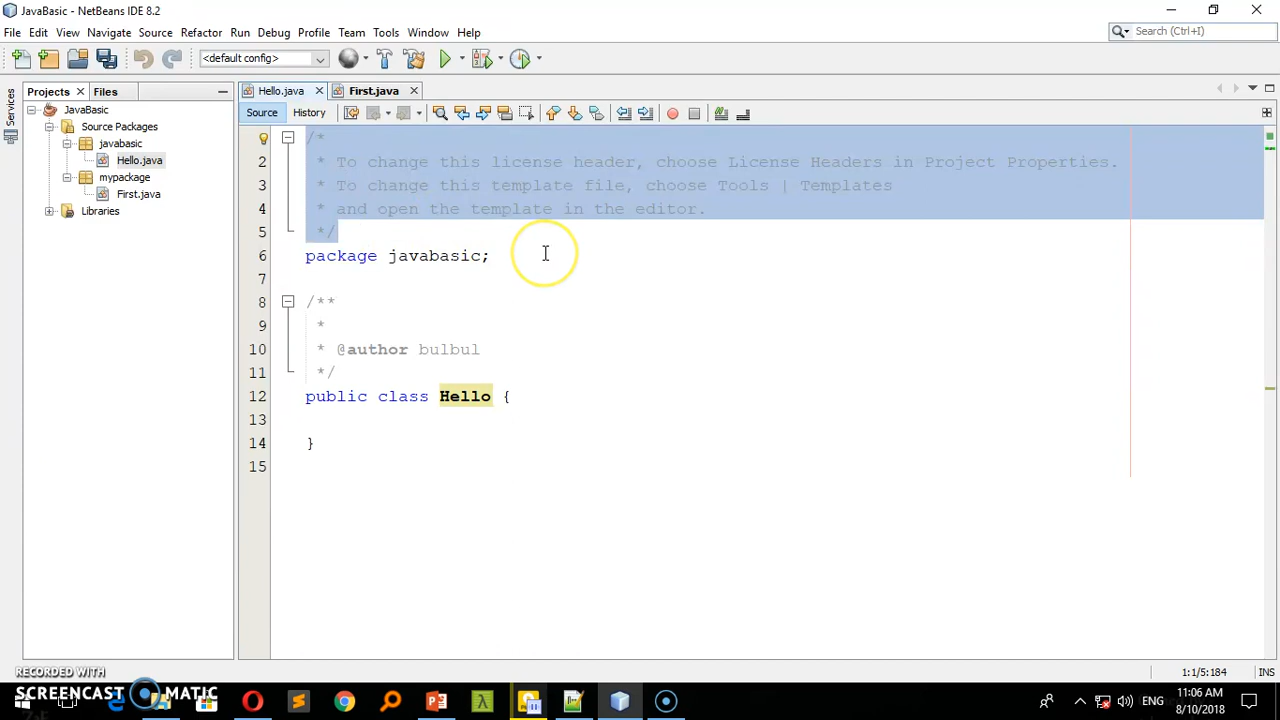 JavaBasic - NetBeans IDE 8.2
File Edit View Navigate Source Refactor Run Debug Profile Team Tools Window Help
Search (Ctrl+I)
<default config>
Services
Projects
Files
Hello.java
First.java
Source
History
JavaBasic
Source Packages
javabasic
Hello.java
mypackage
First.java
Libraries
/*
2 * To change this license header, choose License Headers in Project Properties.
3 * To change this template file, choose Tools | Templates
4 * and open the template in the editor.
5 */
6 package javabasic;
7
8 /**
9 *
10 * @author bulbul
11 */
12 public class Hello {
13
14 }
15
1:1/5:184
INS
RECORDED WITH
SCREENCAST MATIC
ENG
11:06 AM
8/10/2018